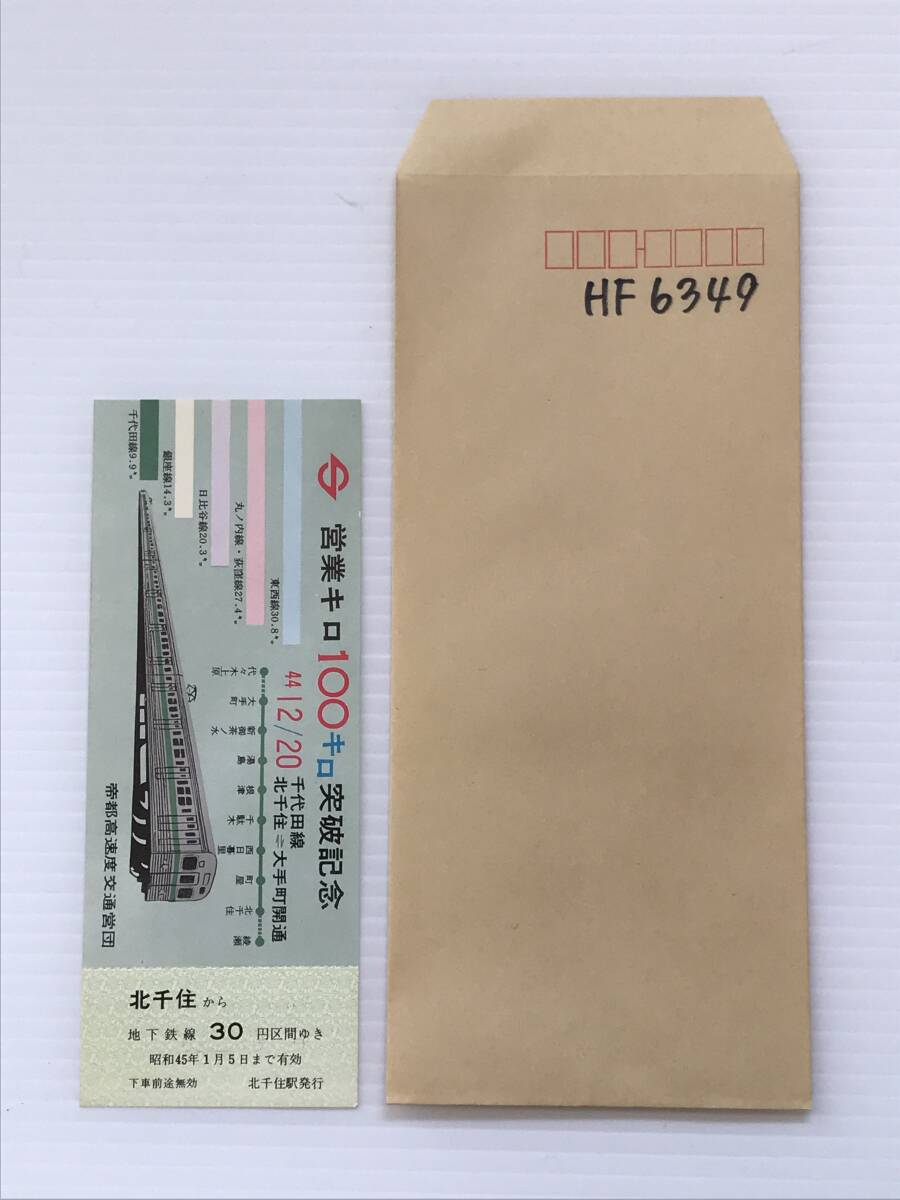 HF 6349
営業キロ100キロ突破記念
44 12/20
千代田線
北千住⇄大手町開通
東西線30.8㌔
丸ノ内線・荻窪線27.4㌔
日比谷線20.3㌔
銀座線14.3㌔
千代田線9.9㌔
代々木上原
大手町
新御茶ノ水
湯島
根津
千駄木
西日暮里
町屋
北千住
綾瀬
帝都高速度交通営団
北千住から
地下鉄線 30 円区間ゆき
昭和45年1月5日まで有効
下車前途無効 北千住駅発行